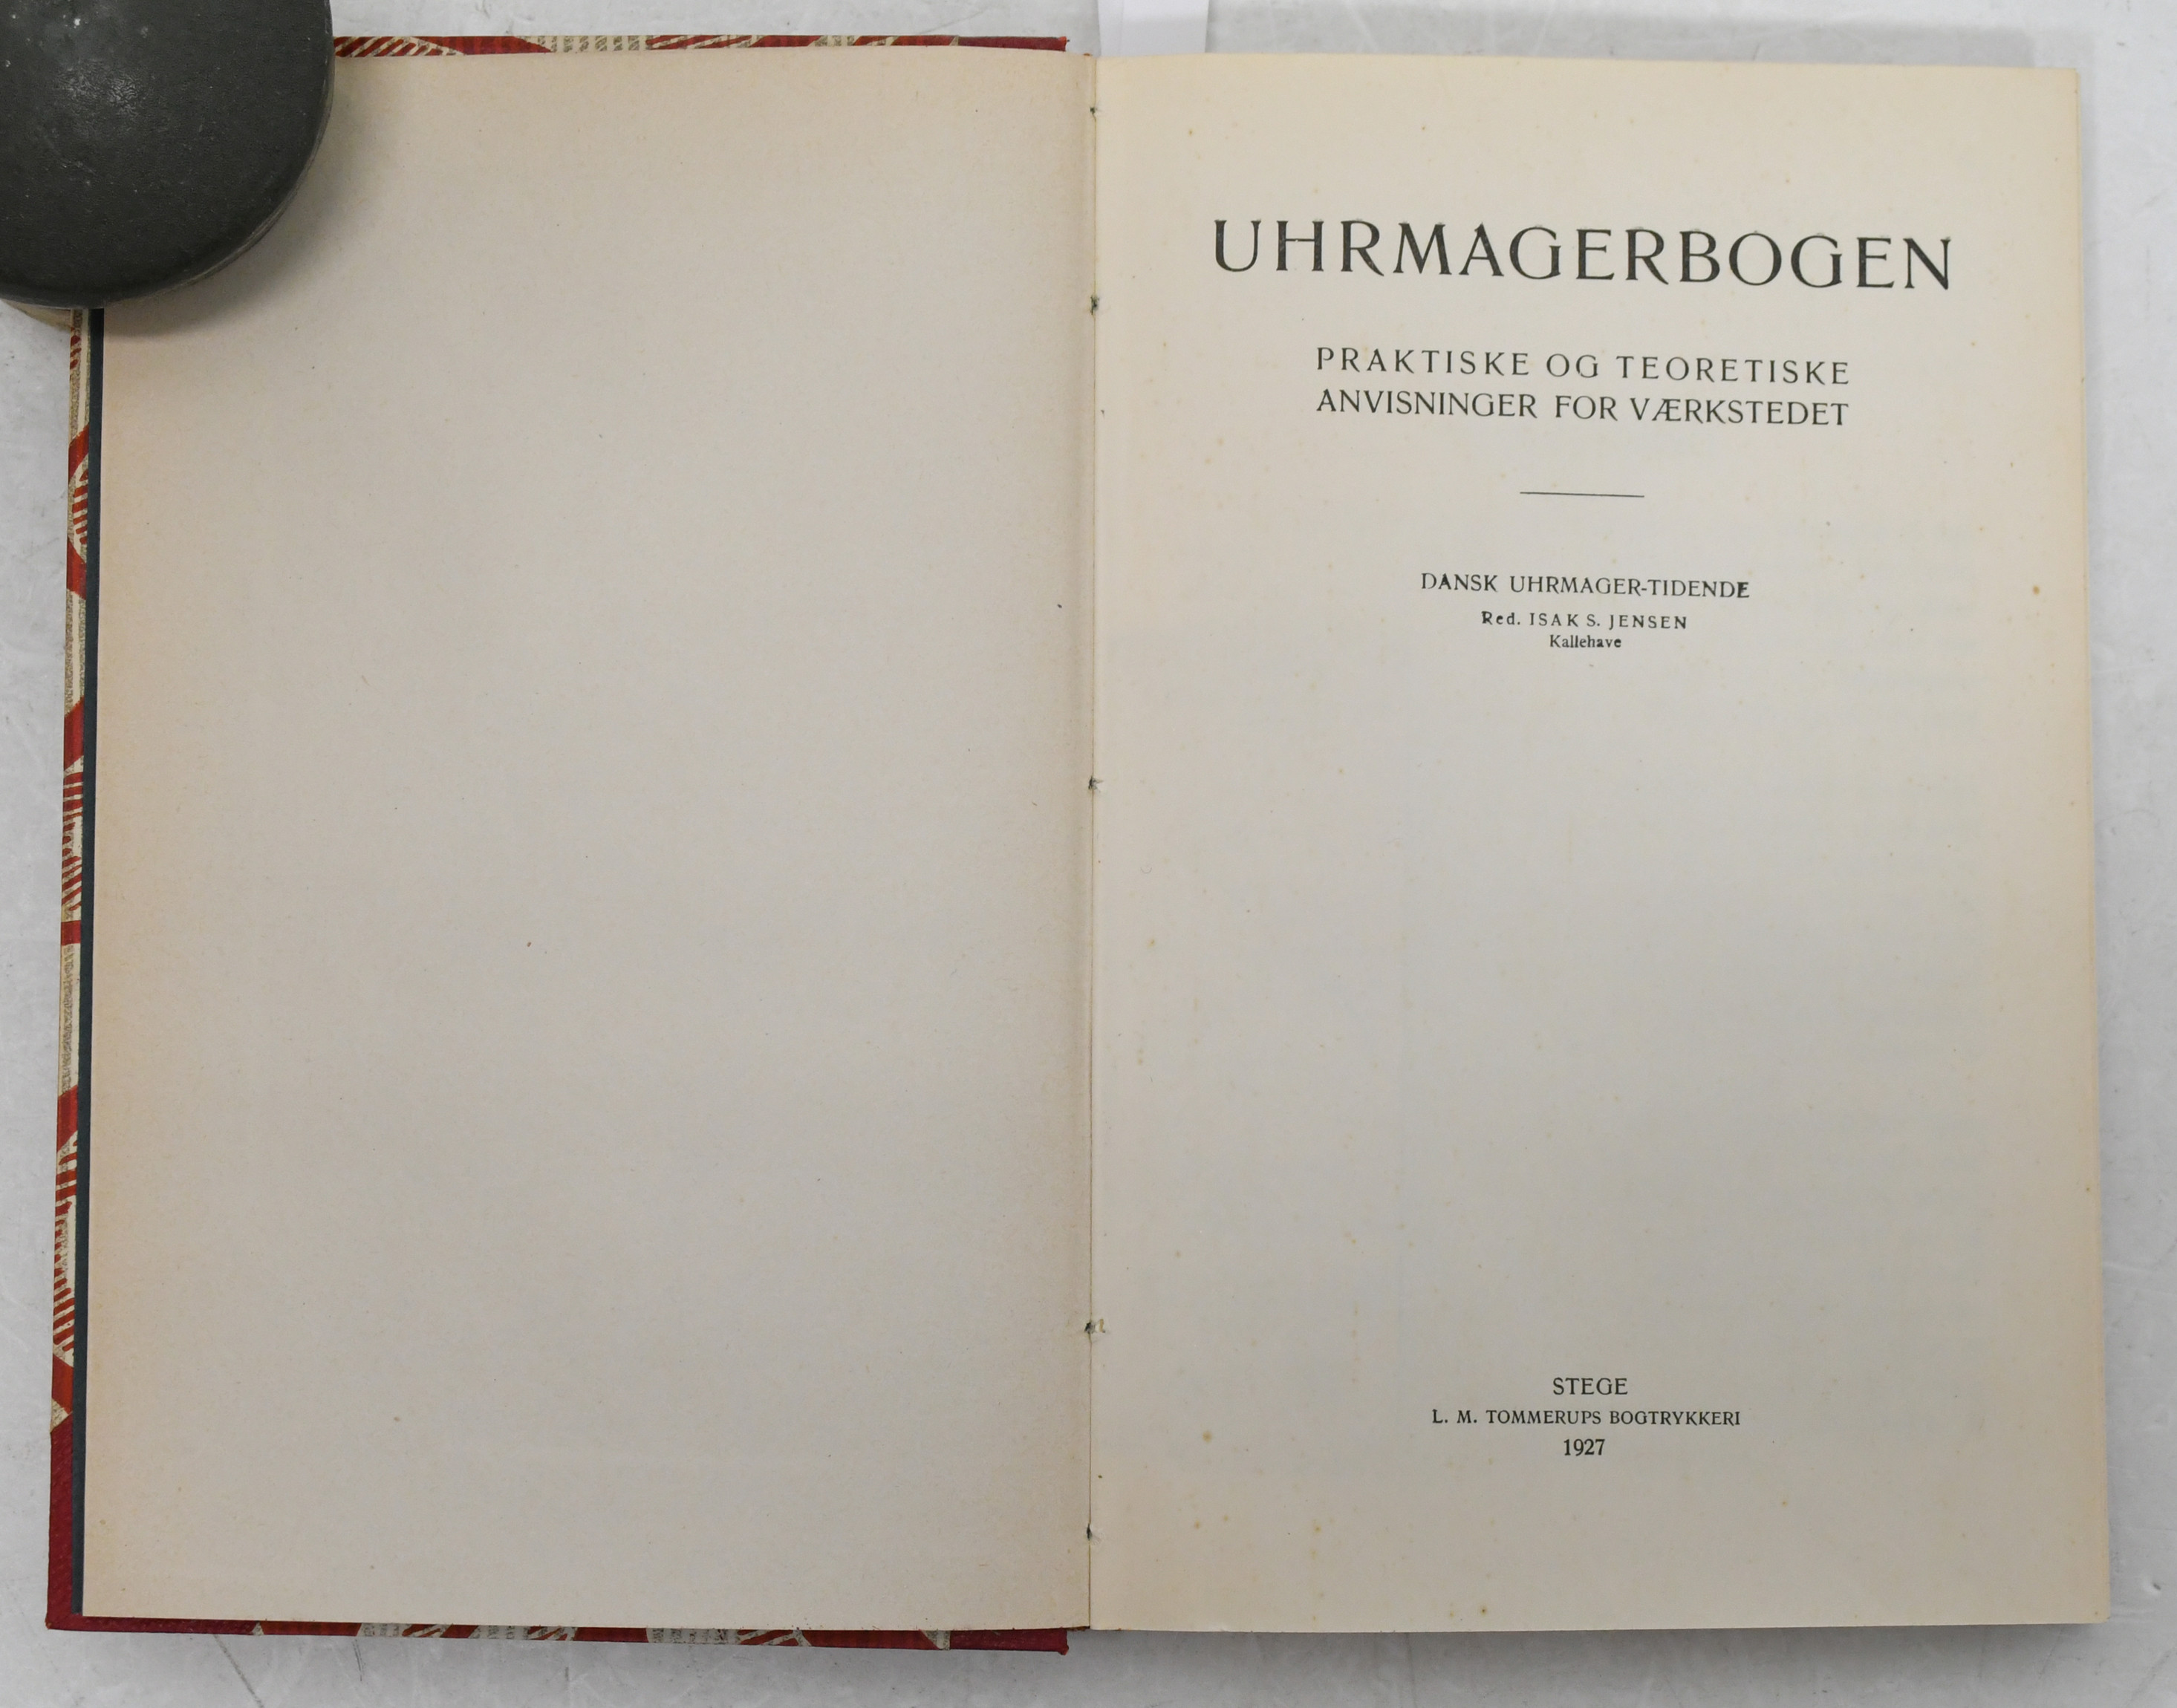 UHRMAGERBOGEN
PRAKTISKE OG TEORETISKE
ANVISNINGER FOR VÆRKSTEDET
DANSK UHRMAGER-TIDENDE
Red. ISAK S. JENSEN
Kallehave
STEGE
L. M. TOMMERUPS BOGTRYKKERI
1927